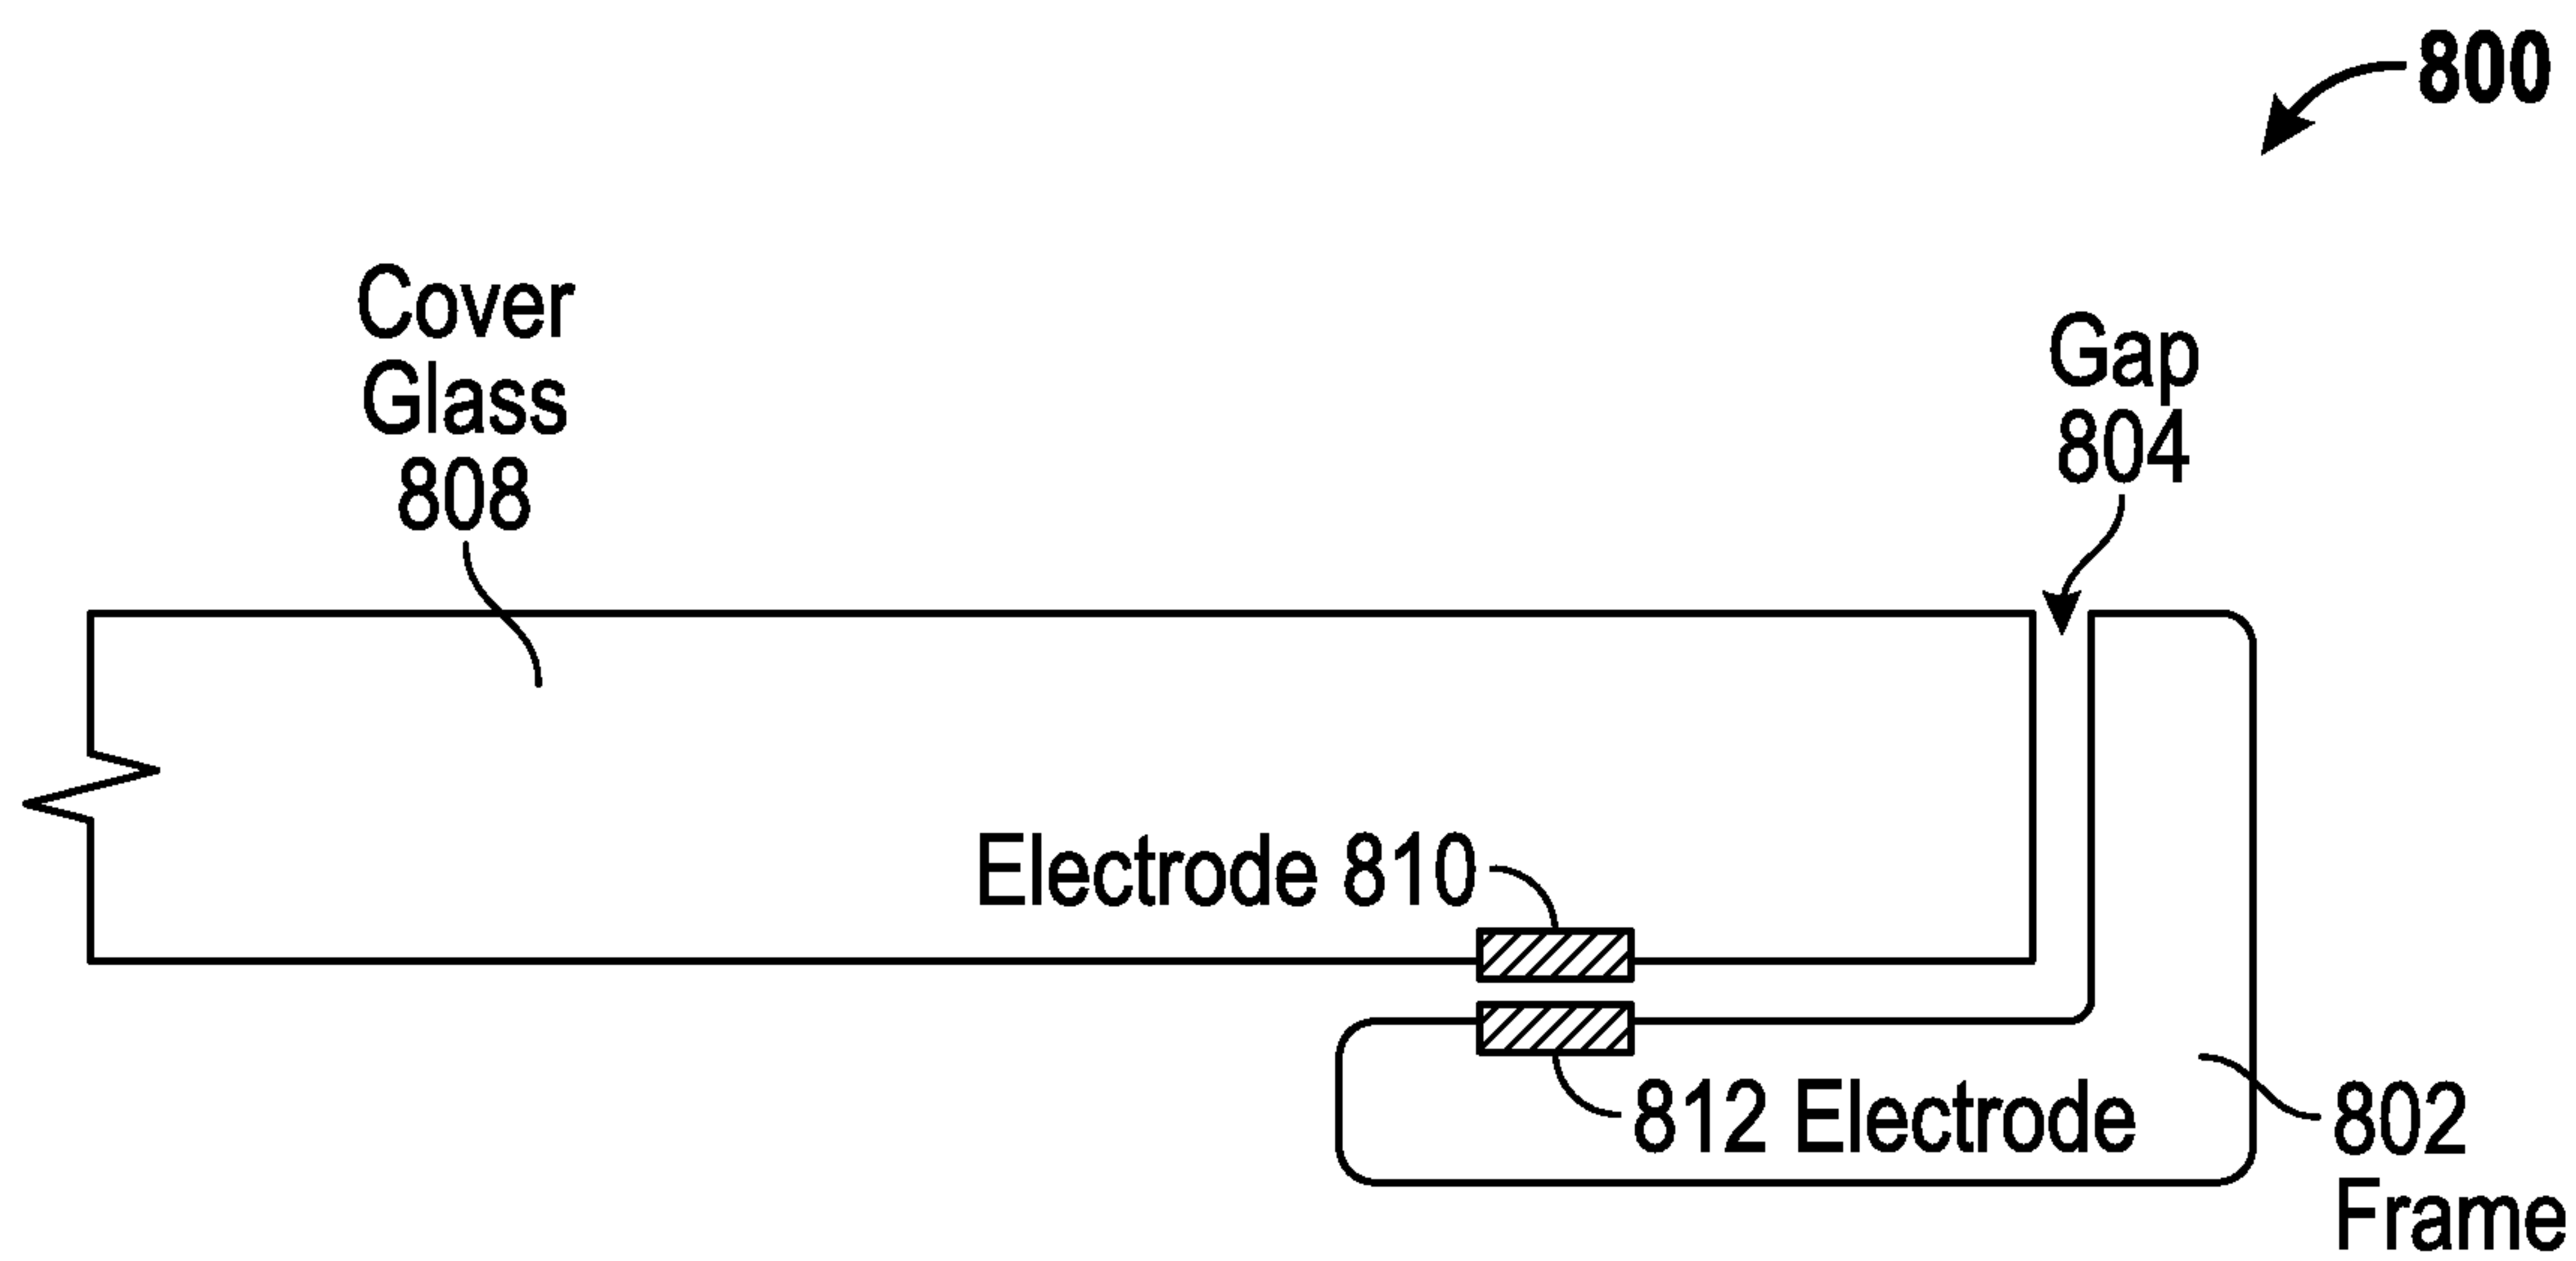 800
Cover
Glass
808
Gap
804
Electrode 810
812 Electrode
802
Frame